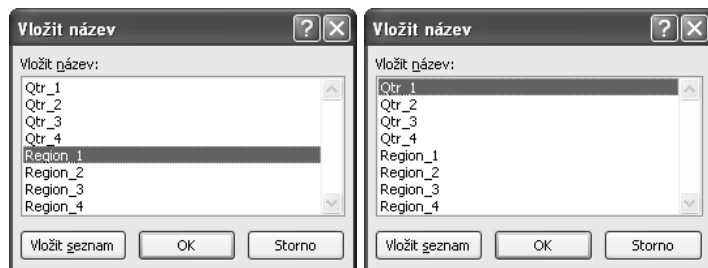 Vložit název
Vložit název:
Qtr_1
Qtr_2
Qtr_3
Qtr_4
Region_1
Region_2
Region_3
Region_4
Vložit seznam
OK
Storno
Vložit název
Vložit název:
Qtr_1
Qtr_2
Qtr_3
Qtr_4
Region_1
Region_2
Region_3
Region_4
Vložit seznam
OK
Storno